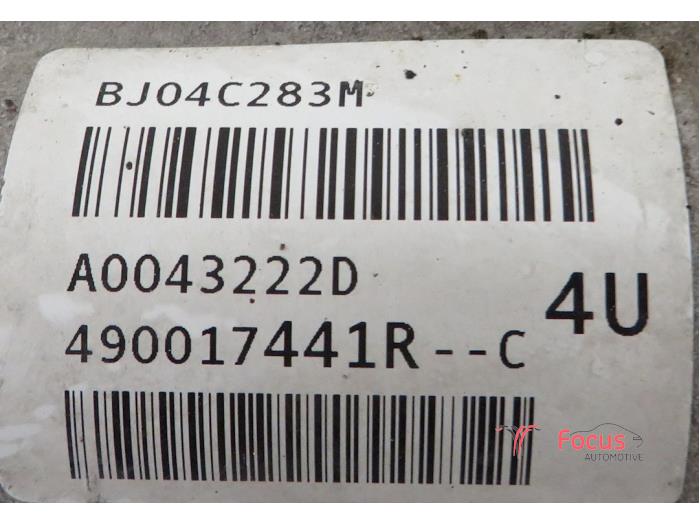 BJ04C283M
A0043222D
4U
490017441R--C
Focus
AUTOMOTIVE